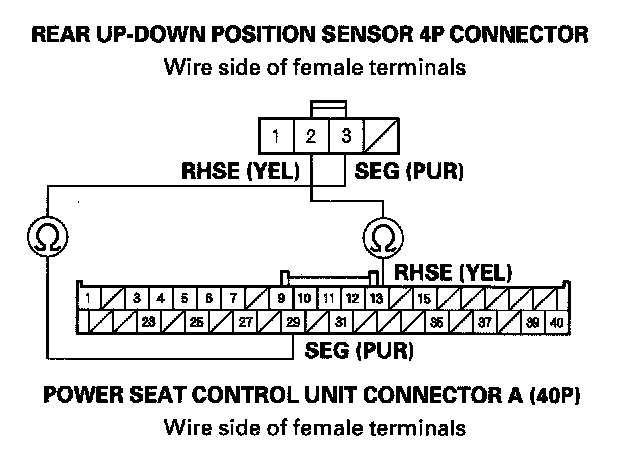 REAR UP-DOWN POSITION SENSOR 4P CONNECTOR
Wire side of female terminals
1 2 3
RHSE (YEL) SEG (PUR)
Ω Ω
RHSE (YEL)
1 3 4 5 6 7 9 10 11 12 13 15
23 25 27 29 31 35 37 39 40
SEG (PUR)
POWER SEAT CONTROL UNIT CONNECTOR A (40P)
Wire side of female terminals